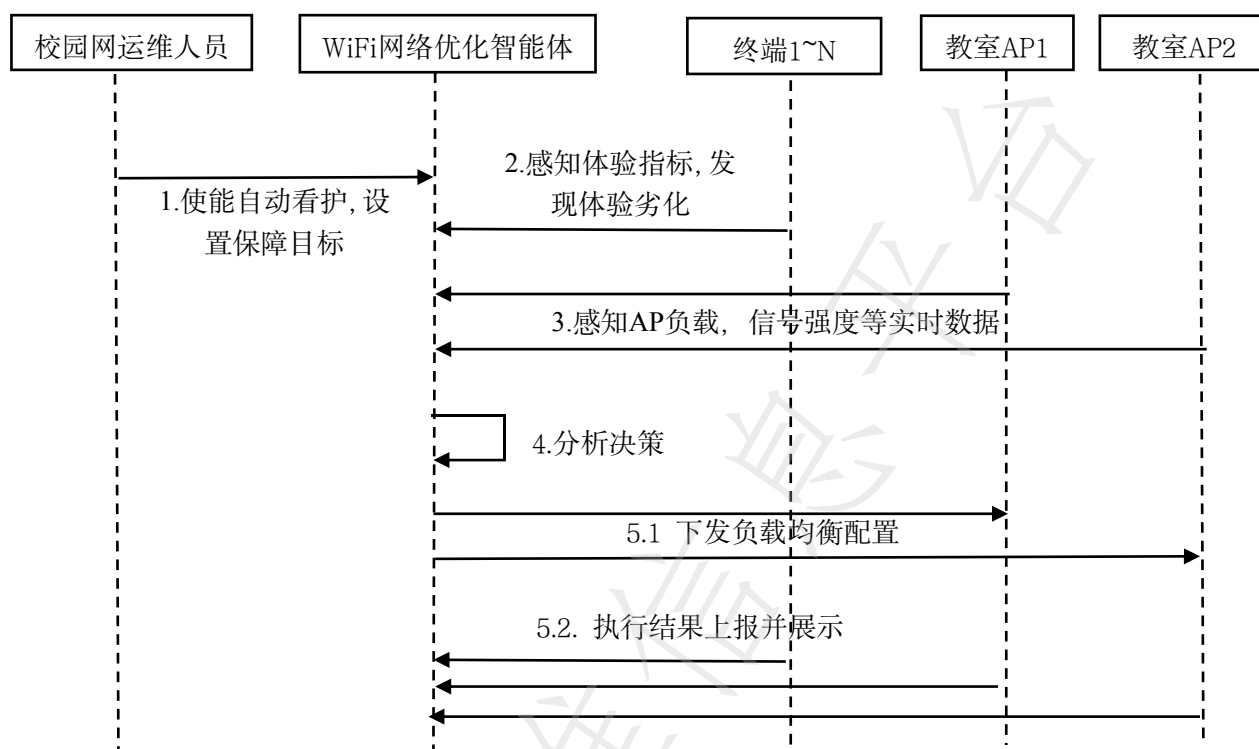 校园网运维人员
WiFi网络优化智能体
终端1~N
教室AP1
教室AP2
1.使能自动看护,设
置保障目标
2.感知体验指标,发
现体验劣化
3.感知AP负载, 信号强度等实时数据
4.分析决策
5.1 下发负载均衡配置
5.2. 执行结果上报并展示
准信息平台